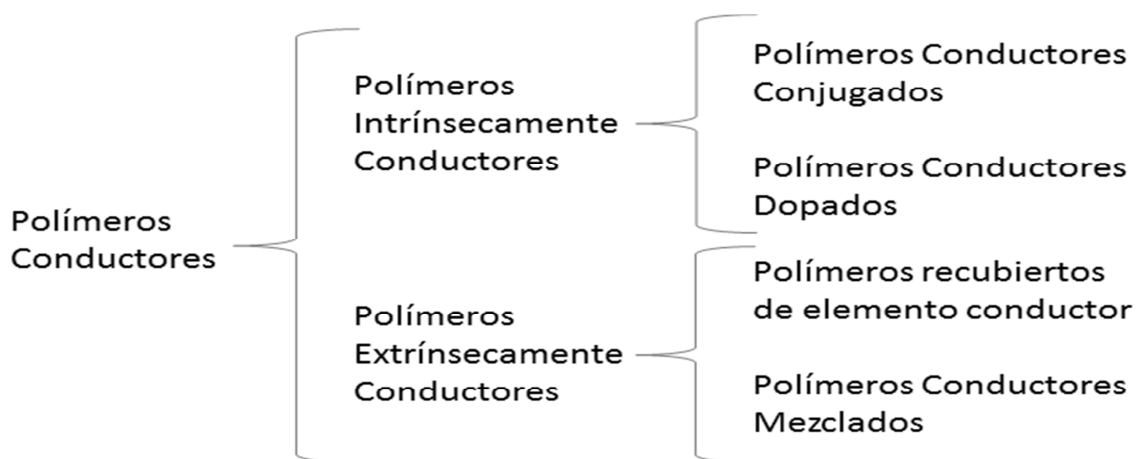 Polímeros
Conductores
Polímeros
Intrínsecamente
Conductores
Polímeros Conductores
Conjugados
Polímeros Conductores
Dopados
Polímeros
Extrínsecamente
Conductores
Polímeros recubiertos
de elemento conductor
Polímeros Conductores
Mezclados